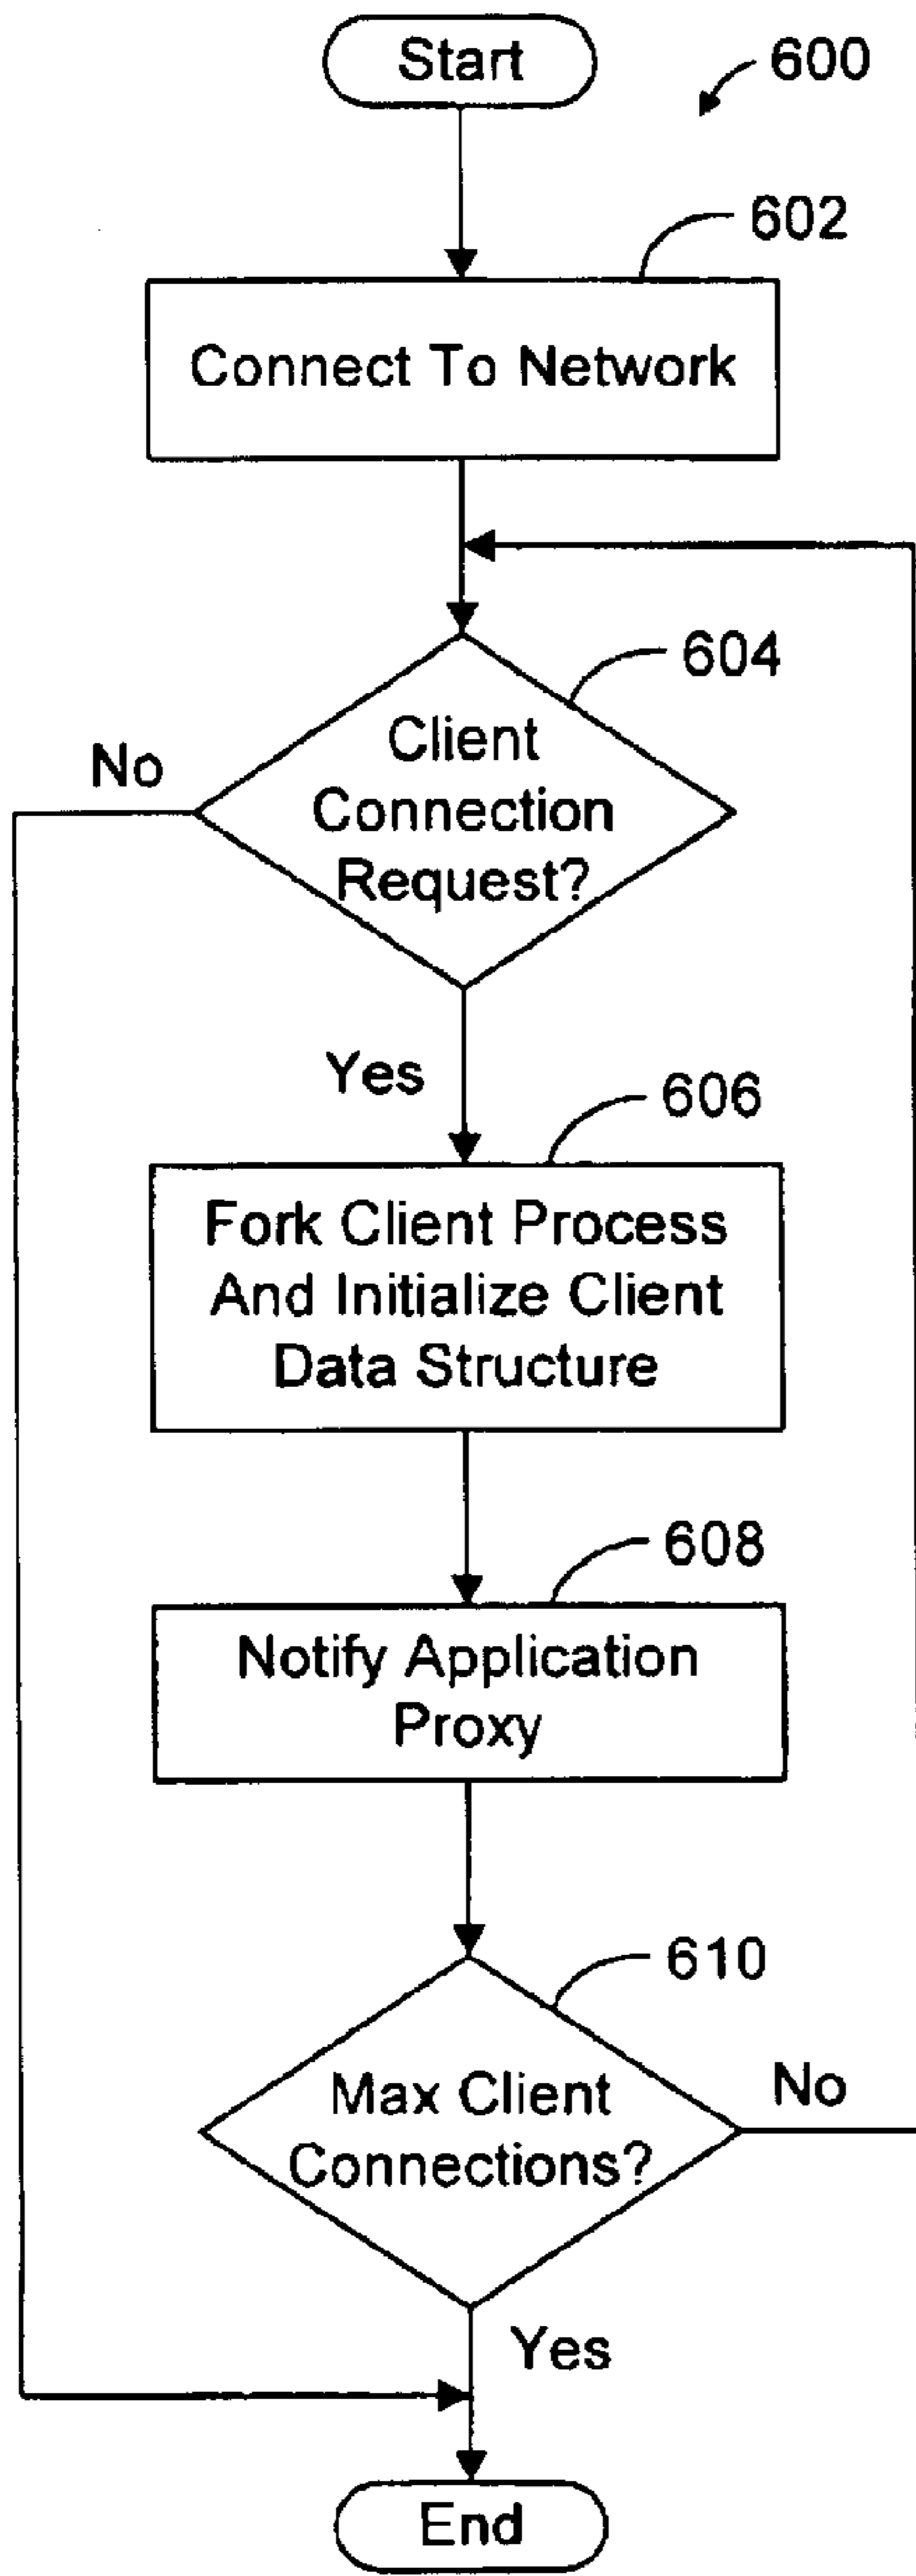 Start
600
602
Connect To Network
604
Client
Connection
Request?
No
Yes
606
Fork Client Process
And Initialize Client
Data Structure
608
Notify Application
Proxy
610
Max Client
Connections?
No
Yes
End